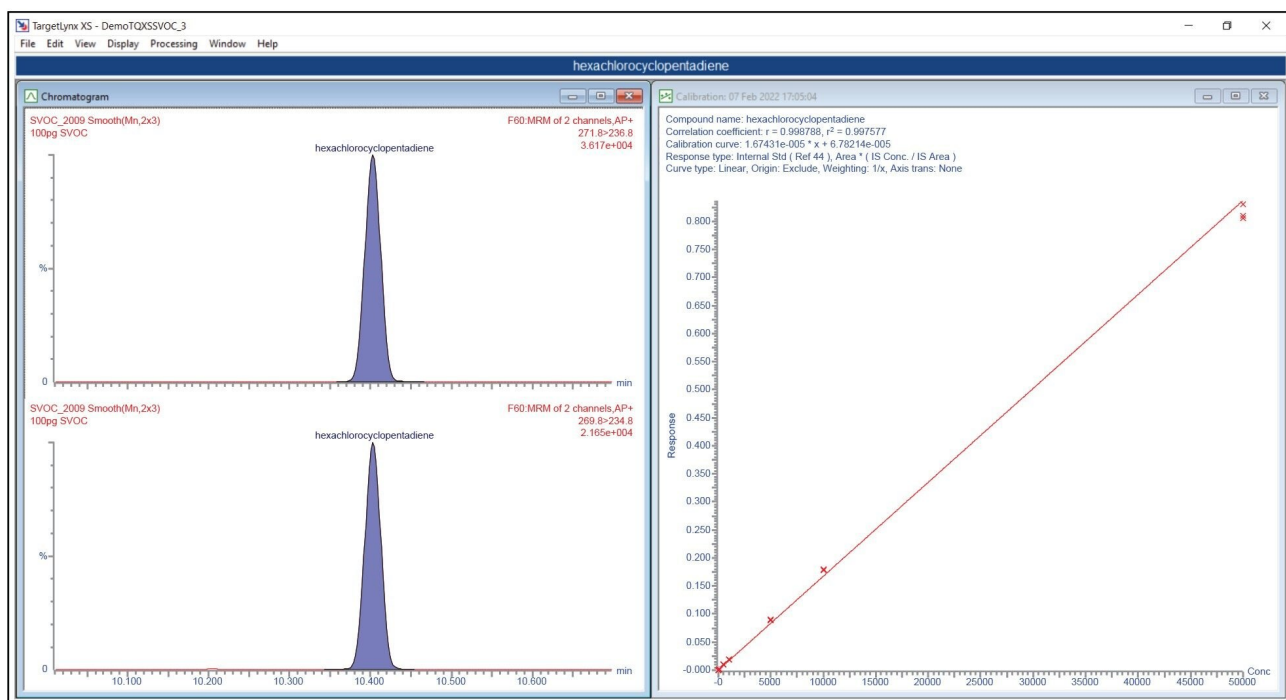 TargetLynx XS - DemoTQXSSVOC_3
File Edit View Display Processing Window Help
hexachlorocyclopentadiene
Chromatogram
SVOC_2009 Smooth(Mn,2x3)
100pg SVOC
F60:MRM of 2 channels,AP+
271.8>236.8
3.617e+004
hexachlorocyclopentadiene
%
0
min
SVOC_2009 Smooth(Mn,2x3)
100pg SVOC
F60:MRM of 2 channels,AP+
269.8>234.8
2.165e+004
hexachlorocyclopentadiene
%
0
min
10.100 10.200 10.300 10.400 10.500 10.600
Calibration: 07 Feb 2022 17:05:04
Compound name: hexachlorocyclopentadiene
Correlation coefficient: r = 0.998788, r² = 0.997577
Calibration curve: 1.67431e-005 * x + 6.78214e-005
Response type: Internal Std ( Ref 44 ), Area * ( IS Conc. / IS Area )
Curve type: Linear, Origin: Exclude, Weighting: 1/x, Axis trans: None
0.800
0.750
0.700
0.650
0.600
0.550
0.500
0.450
0.400
0.350
0.300
0.250
0.200
0.150
0.100
0.050
-0.000
Response
Conc
-0 5000 10000 15000 20000 25000 30000 35000 40000 45000 50000